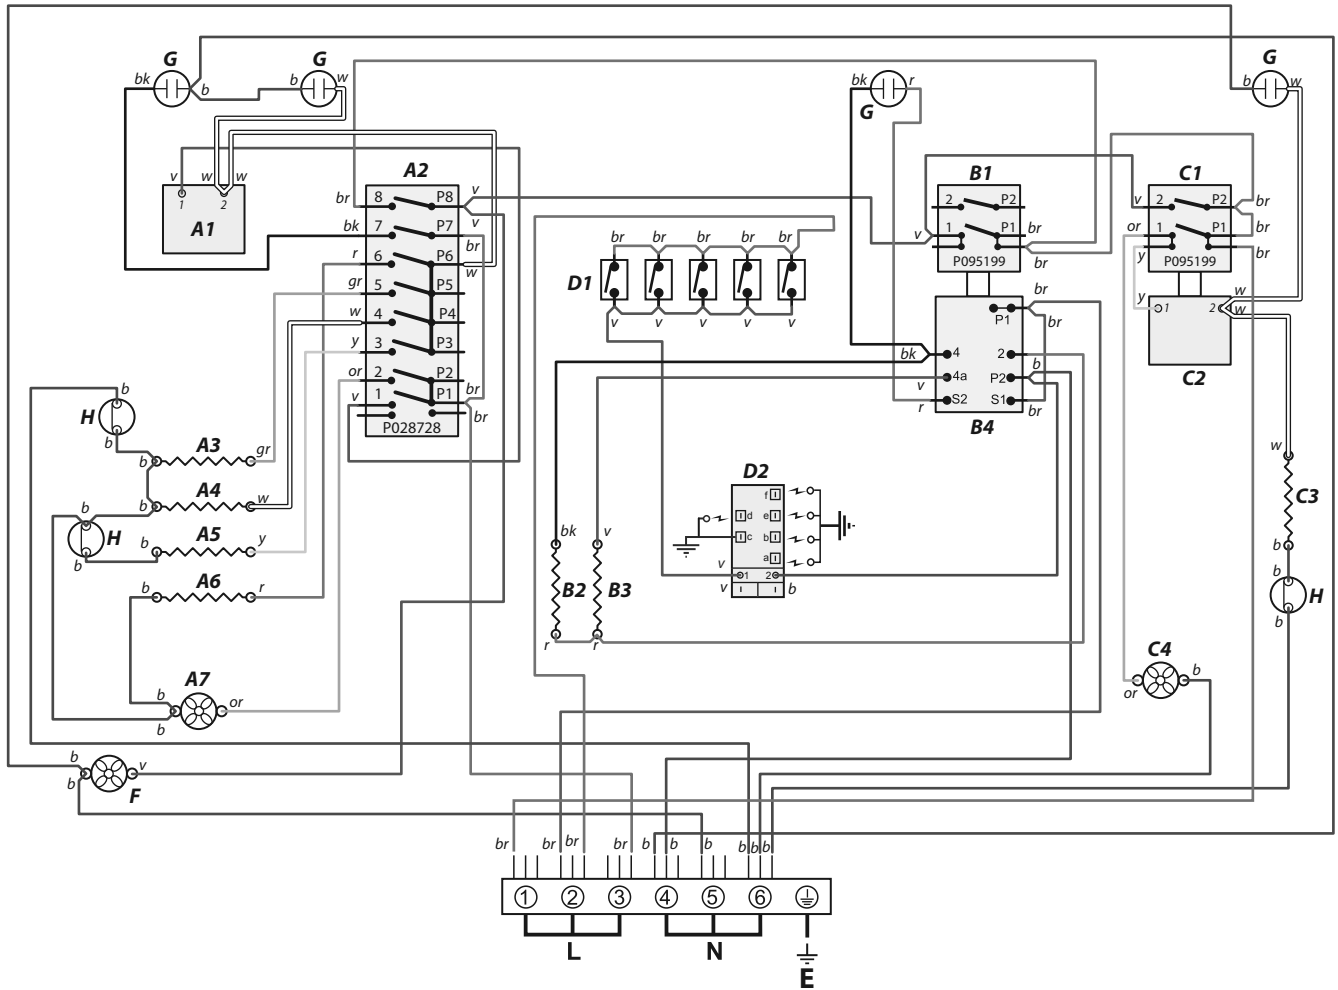 G G G G
bk b b w bk r b w
A2 B1 C1
v w w
1 2
A1
br 8 P8 v
v
bk 7 P7
br
r 6 P6
w
gr 5 P5
w 4 P4
y 3 P3
or 2 P2
br
v 1 P1
br
P028728
2 P2
v 1 P1 br
br
P095199
v 2 P2 br
or 1 P1
y br
P095199
br br br br br
D1
v v v v v
br
P1
br
bk 4 2
b
v 4a P2
r S2 S1 br
B4
y 1 2 w
w
C2
b
H
b
b A3 gr
b A4 w
b
H b A5 y
b
b A6 r
D2
f
d e
c b
a
v 1 2
v b
bk v
B2 B3
r r
w
C3
b
b
H
b
C4
b
or
A7
b or
b
b v
b
F
br br br br b b b b b b
1 2 3 4 5 6
L N
E